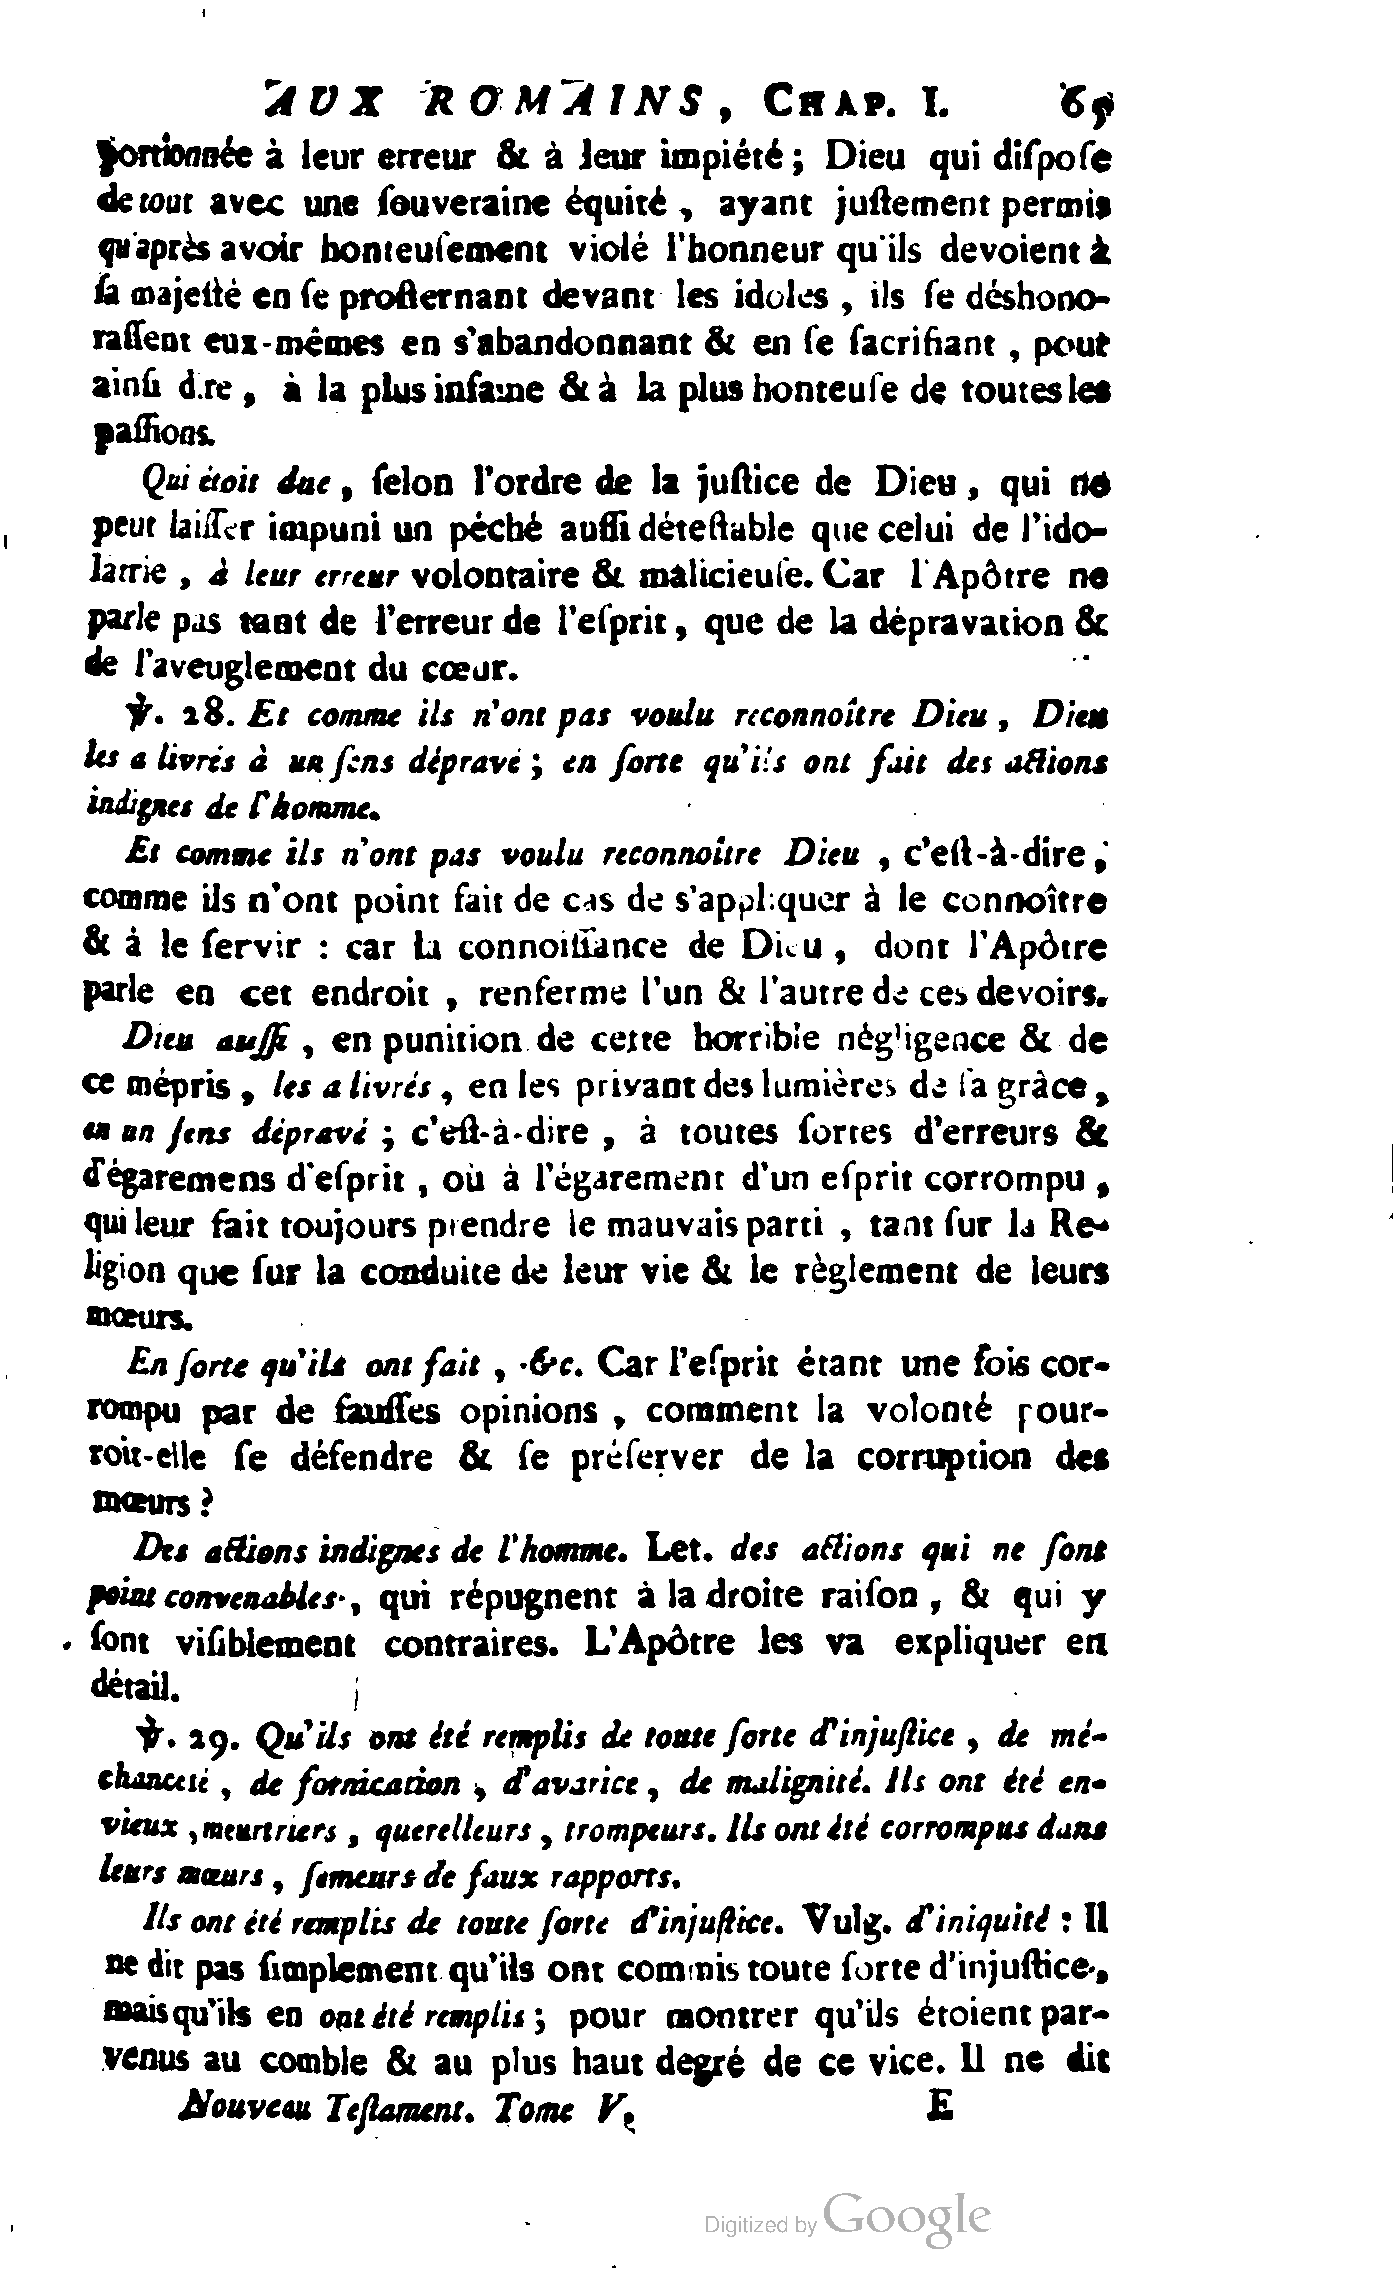 AUX ROMAINS, CHAP. I. 65
portionnée à leur erreur & à leur impiété ; Dieu qui diſpoſe
de tout avec une ſouveraine équité , ayant juſtement permis
qu'après avoir honteuſement violé l'honneur qu'ils devoient à
ſa majeſté en ſe proſternant devant les idoles , ils ſe déshono-
raſſent eux-mêmes en s'abandonnant & en ſe ſacrifiant , pour
ainſi dire , à la plus infame & à la plus honteuſe de toutes les
paſſions.
Qui étoit due , ſelon l'ordre de la juſtice de Dieu , qui ne
peut laiſſer impuni un péché auſſi déteſtable que celui de l'ido-
latrie , à leur erreur volontaire & malicieuſe. Car l'Apôtre ne
parle pas tant de l'erreur de l'eſprit , que de la dépravation &
de l'aveuglement du cœur.
℣. 28. Et comme ils n'ont pas voulu reconnoître Dieu , Dieu
les a livrés à un ſens dépravé ; en ſorte qu'ils ont fait des actions
indignes de l'homme.
Et comme ils n'ont pas voulu reconnoître Dieu , c'eſt-à-dire ,
comme ils n'ont point fait de cas de s'appliquer à le connoître
& à le ſervir : car la connoiſſance de Dieu , dont l'Apôtre
parle en cet endroit , renferme l'un & l'autre de ces devoirs.
Dieu auſſi , en punition de cette horrible négligence & de
ce mépris , les a livrés , en les privant des lumières de ſa grâce ,
en un ſens dépravé ; c'eſt-à-dire , à toutes ſortes d'erreurs &
d'égaremens d'eſprit , où à l'égarement d'un eſprit corrompu ,
qui leur fait toujours prendre le mauvais parti , tant ſur la Re-
ligion que ſur la conduite de leur vie & le règlement de leurs
mœurs.
En ſorte qu'ils ont fait , &c. Car l'eſprit étant une fois cor-
rompu par de fauſſes opinions , comment la volonté pour-
roit-elle ſe défendre & ſe préſerver de la corruption des
mœurs ?
Des actions indignes de l'homme. Let. des actions qui ne ſont
point convenables , qui répugnent à la droite raiſon , & qui y
ſont viſiblement contraires. L'Apôtre les va expliquer en
détail.
℣. 29. Qu'ils ont été remplis de toute ſorte d'injuſtice , de mé-
chanceté , de fornication , d'avarice , de malignité. Ils ont été en-
vieux , meurtriers , querelleurs , trompeurs. Ils ont été corrompus dans
leurs mœurs , ſemeurs de faux rapports.
Ils ont été remplis de toute ſorte d'injuſtice. Vulg. d'iniquité : Il
ne dit pas ſimplement qu'ils ont commis toute ſorte d'injuſtice ,
mais qu'ils en ont été remplis ; pour montrer qu'ils étoient par-
venus au comble & au plus haut degré de ce vice. Il ne dit
Nouveau Teſtament. Tome V. E
Digitized by Google